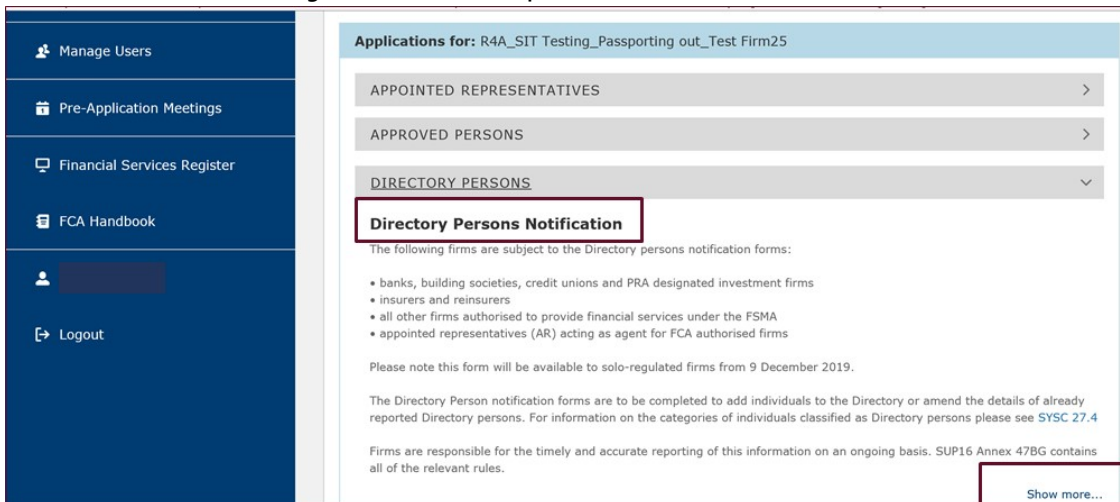 Manage Users
Pre-Application Meetings
Financial Services Register
FCA Handbook
Logout
Applications for: R4A_SIT Testing_Passporting out_Test Firm25
APPOINTED REPRESENTATIVES
APPROVED PERSONS
DIRECTORY PERSONS
Directory Persons Notification
The following firms are subject to the Directory persons notification forms:
• banks, building societies, credit unions and PRA designated investment firms
• insurers and reinsurers
• all other firms authorised to provide financial services under the FSMA
• appointed representatives (AR) acting as agent for FCA authorised firms
Please note this form will be available to solo-regulated firms from 9 December 2019.
The Directory Person notification forms are to be completed to add individuals to the Directory or amend the details of already
reported Directory persons. For information on the categories of individuals classified as Directory persons please see SYSC 27.4
Firms are responsible for the timely and accurate reporting of this information on an ongoing basis. SUP16 Annex 47BG contains
all of the relevant rules.
Show more...